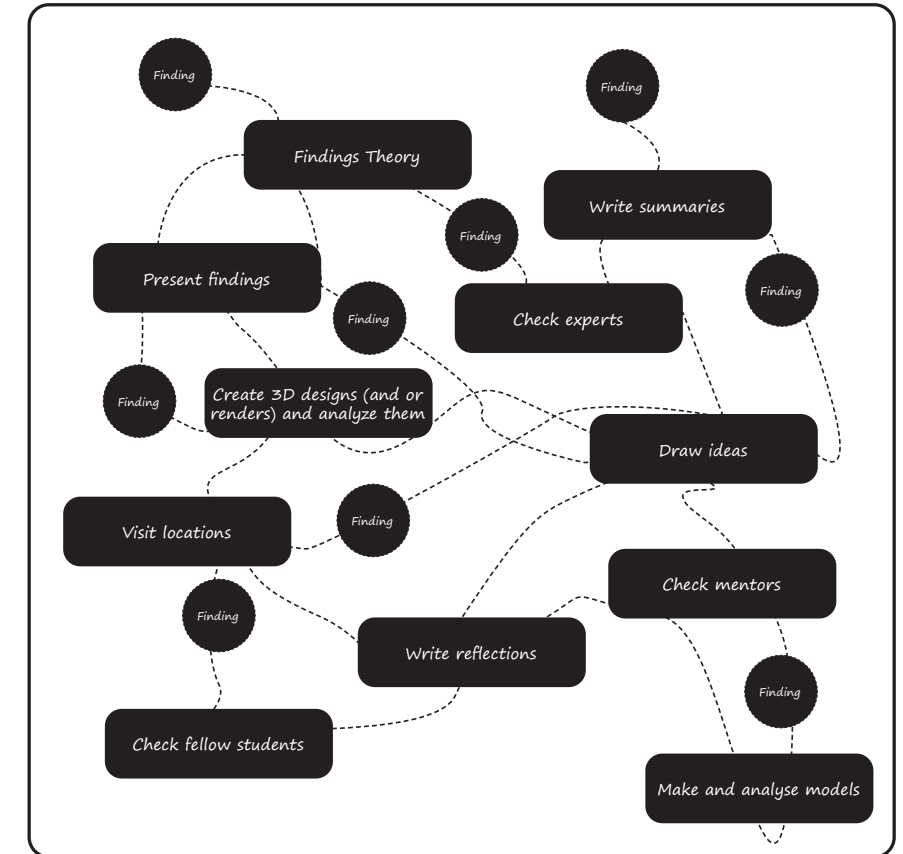 Finding
Finding
Findings Theory
Write summaries
Finding
Present findings
Finding
Finding
Check experts
Create 3D designs (and or
renders) and analyze them
Finding
Draw ideas
Finding
Visit locations
Check mentors
Finding
Write reflections
Finding
Check fellow students
Make and analyse models